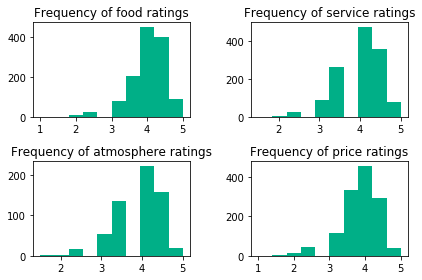 Frequency of food ratings
400
200
0
1 2 3 4 5
Frequency of service ratings
400
200
0
2 3 4 5
Frequency of atmosphere ratings
200
100
0
2 3 4 5
Frequency of price ratings
400
200
0
1 2 3 4 5